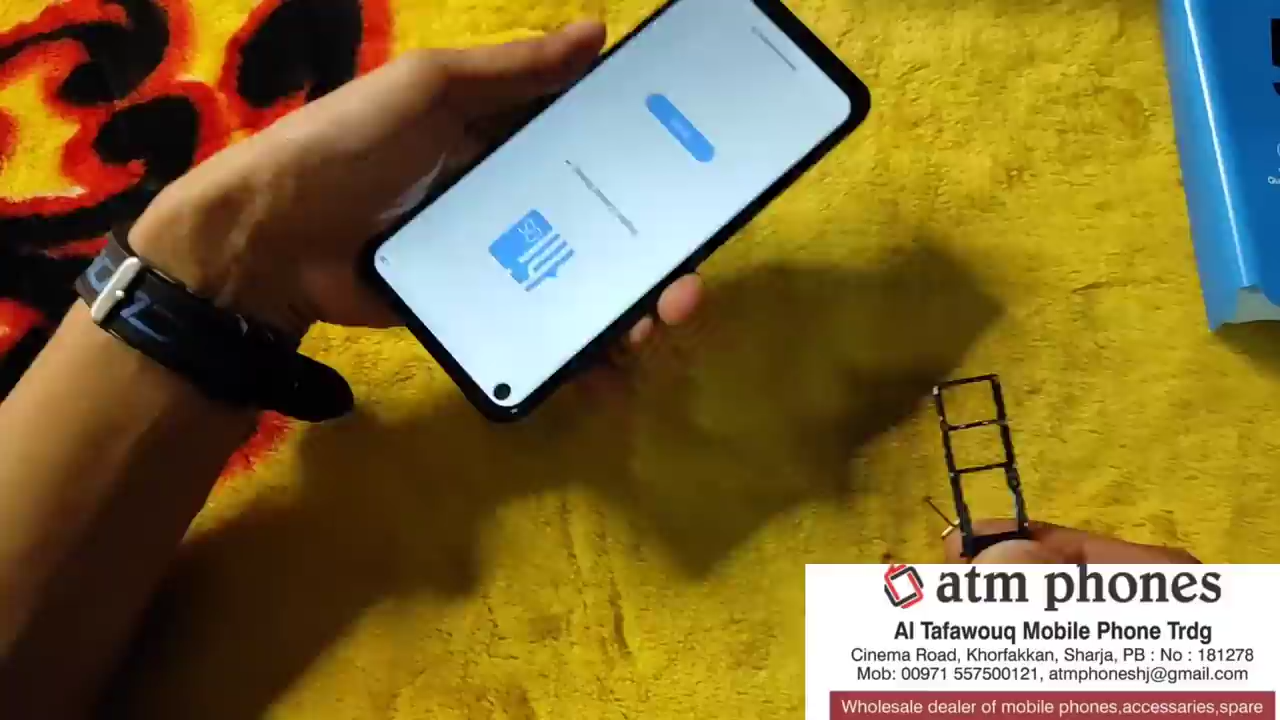 atm phones
Al Tafawouq Mobile Phone Trdg
Cinema Road, Khorfakkan, Sharja, PB : No : 181278
Mob: 00971 557500121, atmphoneshj@gmail.com
Wholesale dealer of mobile phones,accessaries,spare